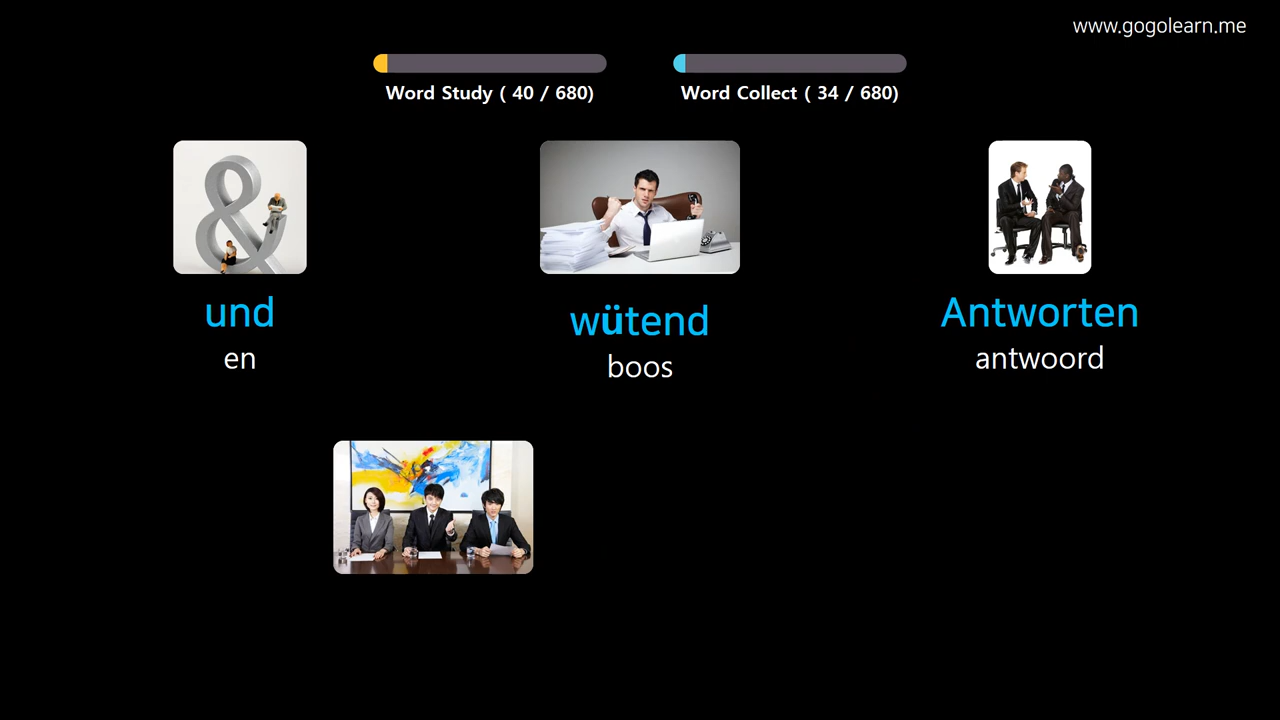 www.gogolearn.me
Word Study ( 40 / 680)
Word Collect ( 34 / 680)
und
wütend
Antworten
en
boos
antwoord